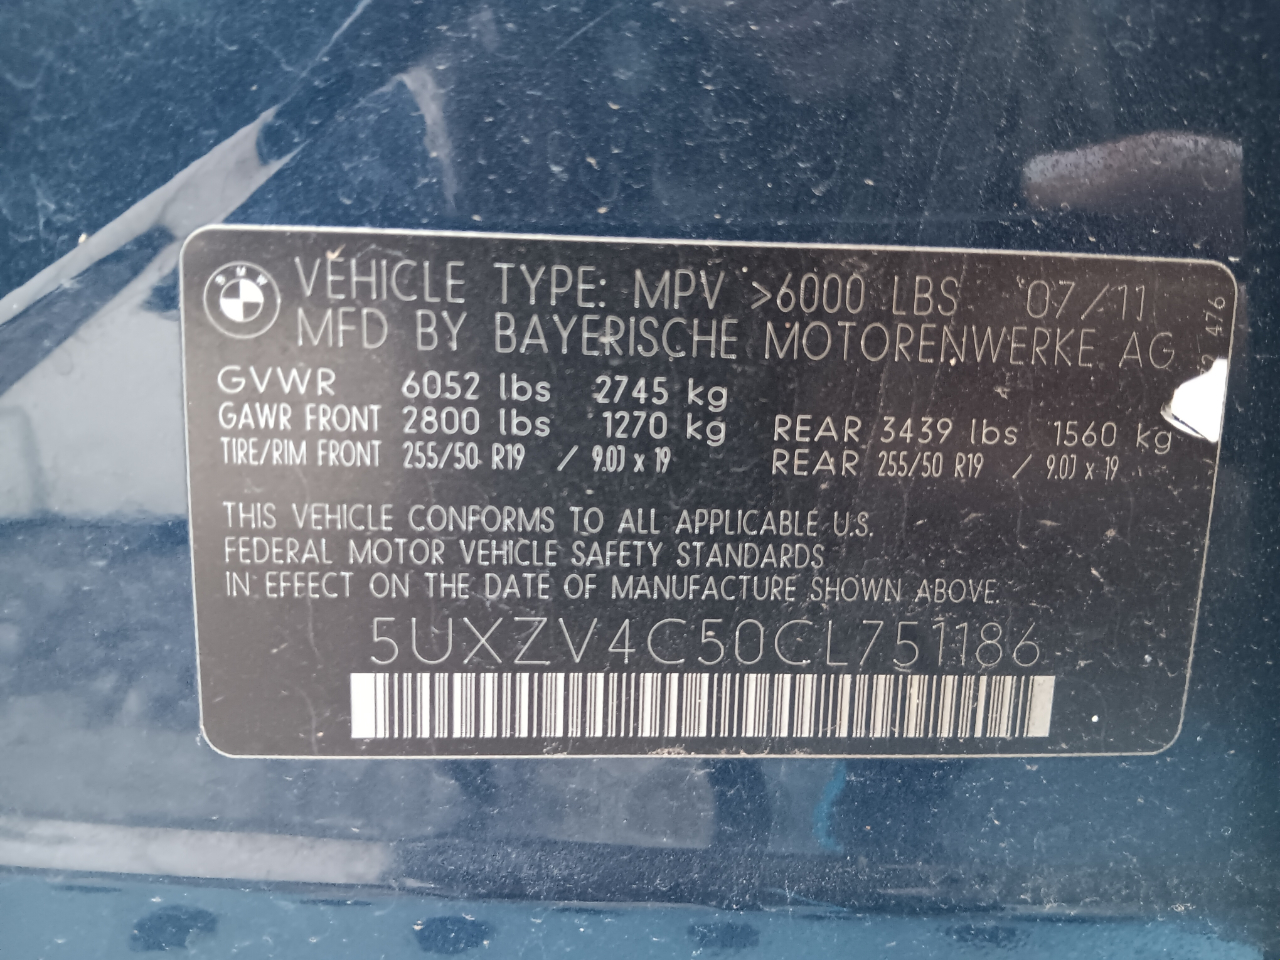 BMW
VEHICLE TYPE: MPV >6000 LBS 07/11
MFD BY BAYERISCHE MOTORENWERKE AG
GVWR 6052 lbs 2745 kg
GAWR FRONT 2800 lbs 1270 kg REAR 3439 lbs 1560 kg
TIRE/RIM FRONT 255/50 R19 / 9.0J x 19 REAR 255/50 R19 / 9.0J x 19
THIS VEHICLE CONFORMS TO ALL APPLICABLE U.S.
FEDERAL MOTOR VEHICLE SAFETY STANDARDS
IN EFFECT ON THE DATE OF MANUFACTURE SHOWN ABOVE.
5UXZV4C50CL751186
476